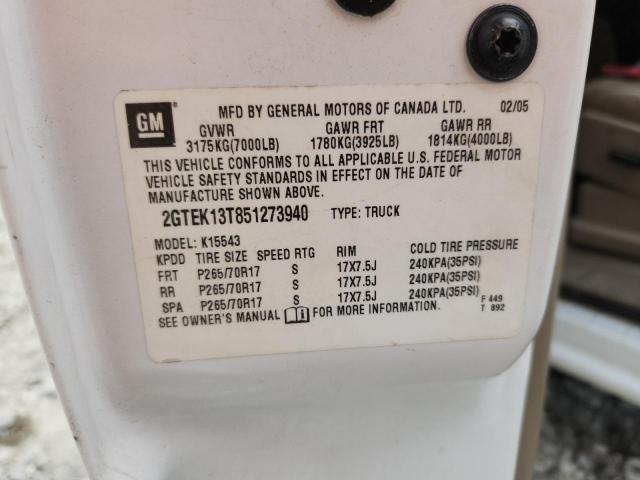 GM
MFD BY GENERAL MOTORS OF CANADA LTD. 02/05
GVWR GAWR FRT GAWR RR
3175KG(7000LB) 1780KG(3925LB) 1814KG(4000LB)
THIS VEHICLE CONFORMS TO ALL APPLICABLE U.S. FEDERAL MOTOR
VEHICLE SAFETY STANDARDS IN EFFECT ON THE DATE OF
MANUFACTURE SHOWN ABOVE.
2GTEK13T851273940 TYPE: TRUCK
MODEL: K15543
KPDD TIRE SIZE SPEED RTG RIM COLD TIRE PRESSURE
FRT P265/70R17 S 17X7.5J 240KPA(35PSI)
RR P265/70R17 S 17X7.5J 240KPA(35PSI)
SPA P265/70R17 S 17X7.5J 240KPA(35PSI)
SEE OWNER'S MANUAL FOR MORE INFORMATION.
F 449
T 892